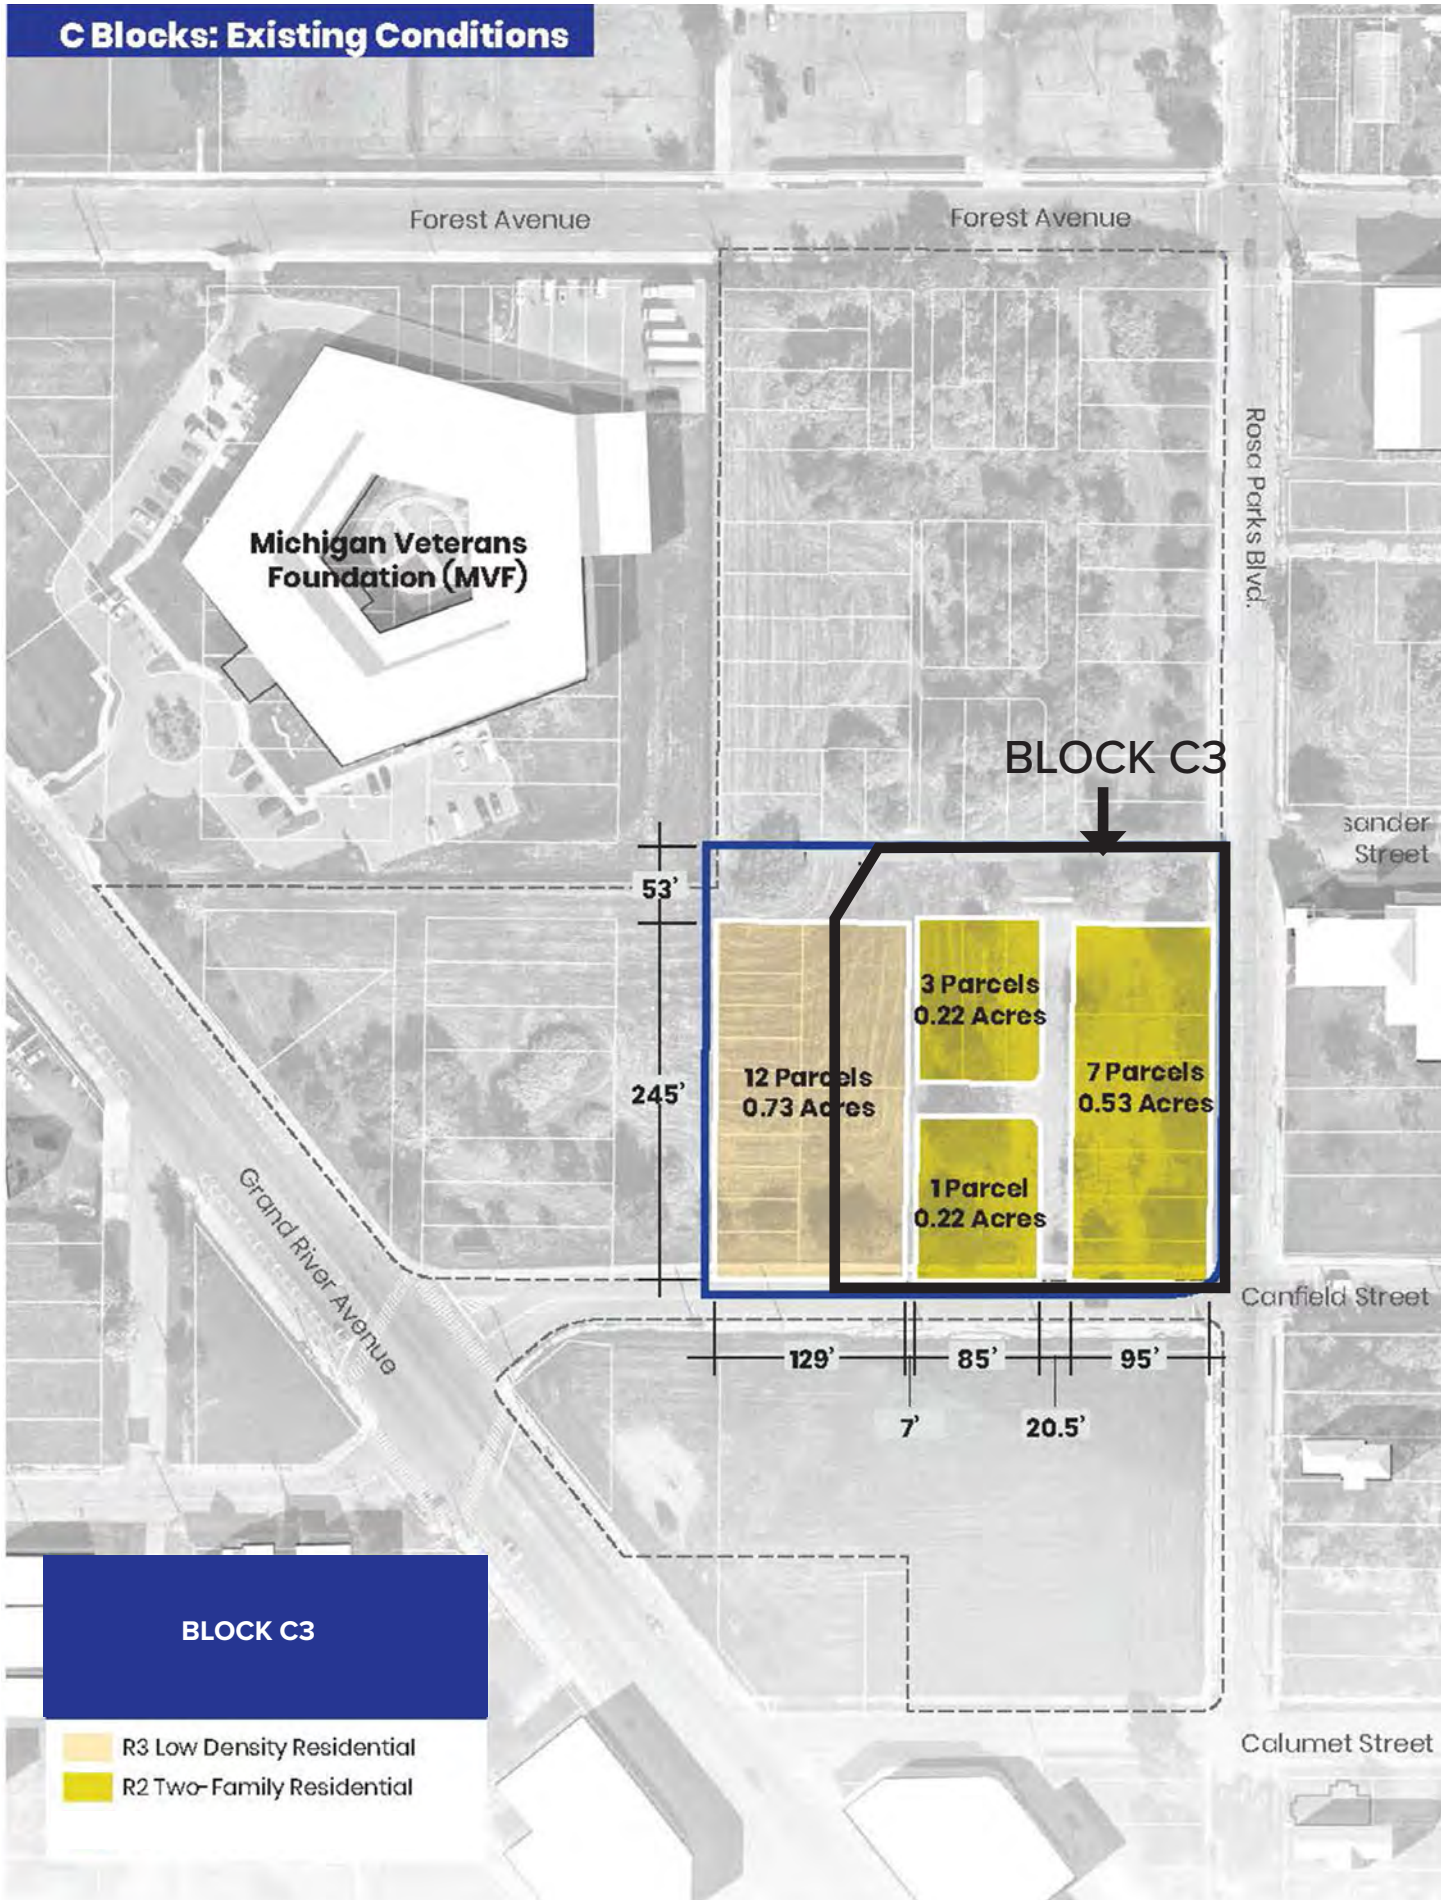 C Blocks: Existing Conditions
Forest Avenue
Forest Avenue
Rosa Parks Blvd.
Michigan Veterans
Foundation (MVF)
BLOCK C3
sander
Street
53'
3 Parcels
0.22 Acres
12 Parcels
0.73 Acres
7 Parcels
0.53 Acres
245'
1 Parcel
0.22 Acres
Grand River Avenue
Canfield Street
129'
85'
95'
7'
20.5'
BLOCK C3
R3 Low Density Residential
R2 Two-Family Residential
Calumet Street